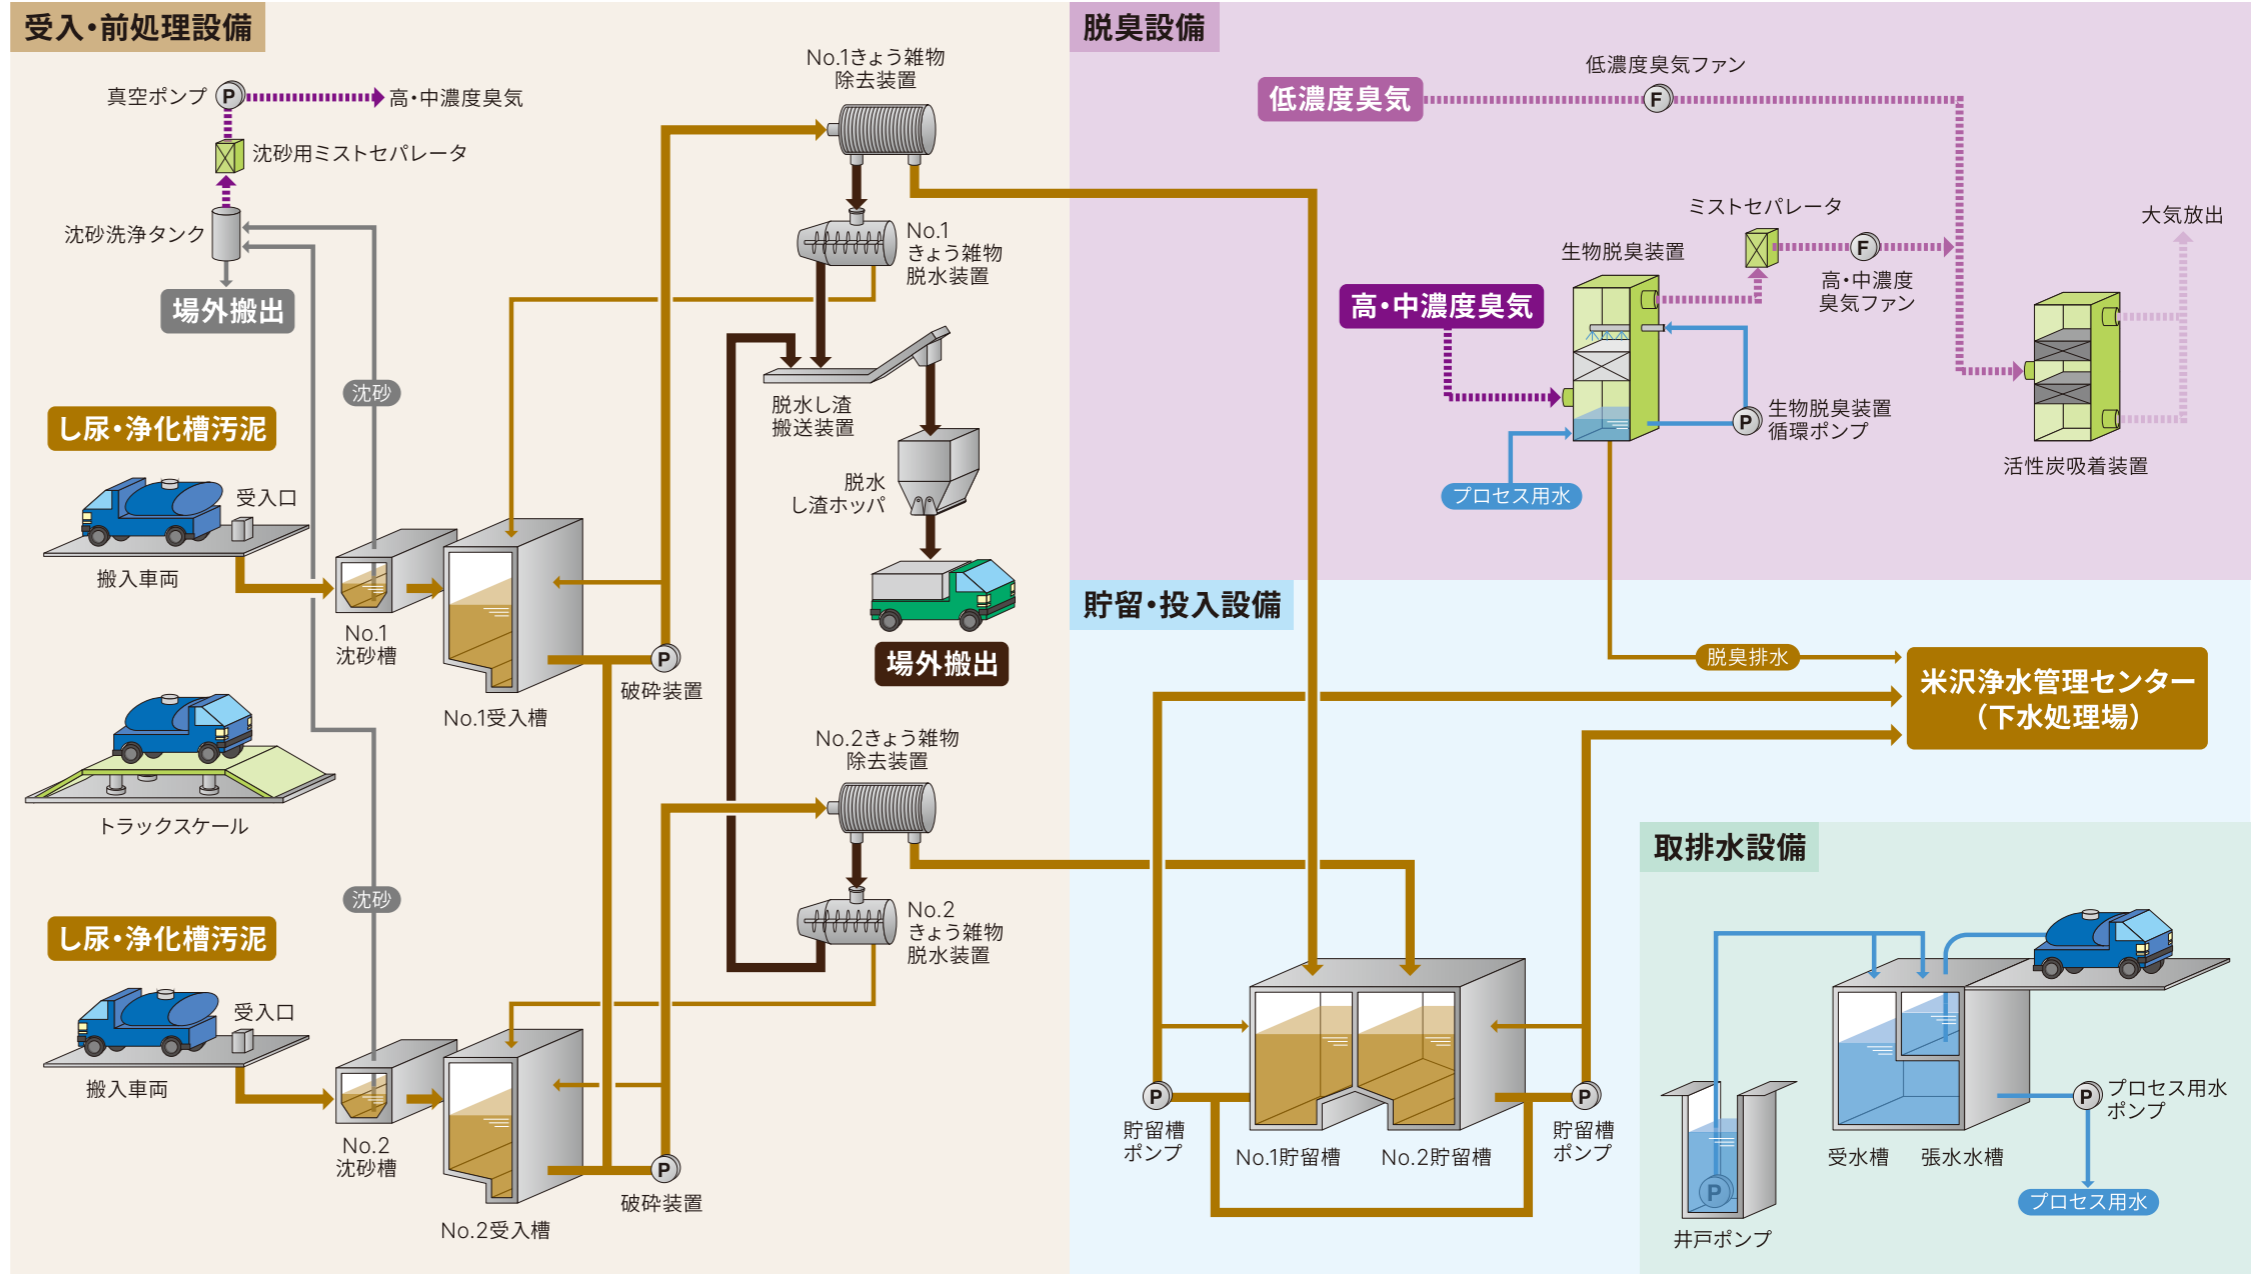 受入・前処理設備
真空ポンプ
P
高・中濃度臭気
沈砂用ミストセパレータ
沈砂洗浄タンク
場外搬出
沈砂
し尿・浄化槽汚泥
受入口
搬入車両
No.1
沈砂槽
No.1受入槽
P
破砕装置
トラックスケール
沈砂
し尿・浄化槽汚泥
受入口
搬入車両
No.2
沈砂槽
No.2受入槽
P
破砕装置
No.1きょう雑物
除去装置
No.1
きょう雑物
脱水装置
脱水し渣
搬送装置
脱水
し渣ホッパ
場外搬出
No.2きょう雑物
除去装置
No.2
きょう雑物
脱水装置
脱臭設備
低濃度臭気
低濃度臭気ファン
F
高・中濃度臭気
生物脱臭装置
ミストセパレータ
F
高・中濃度
臭気ファン
大気放出
P
生物脱臭装置
循環ポンプ
プロセス用水
活性炭吸着装置
貯留・投入設備
脱臭排水
米沢浄水管理センター
（下水処理場）
P
貯留槽
ポンプ
No.1貯留槽
No.2貯留槽
P
貯留槽
ポンプ
取排水設備
P
井戸ポンプ
受水槽
張水水槽
P
プロセス用水
ポンプ
プロセス用水